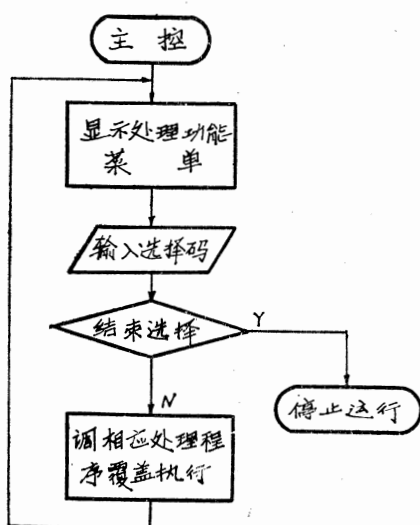 主 控
显示处理功能
菜 单
输入选择码
结束选择
Y
N
停止运行
调相应处理程
序覆盖执行